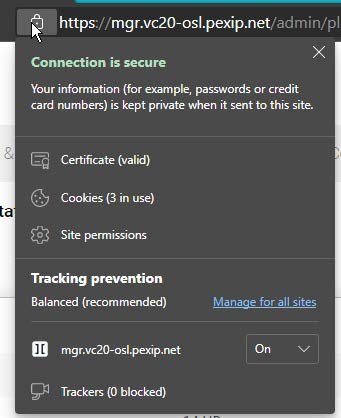 https://mgr.vc20-osl.pexip.net/admin/pl
Connection is secure
Your information (for example, passwords or credit
card numbers) is kept private when it sent to this site.
Certificate (valid)
Cookies (3 in use)
Site permissions
Tracking prevention
Balanced (recommended) Manage for all sites
mgr.vc20-osl.pexip.net On
Trackers (0 blocked)